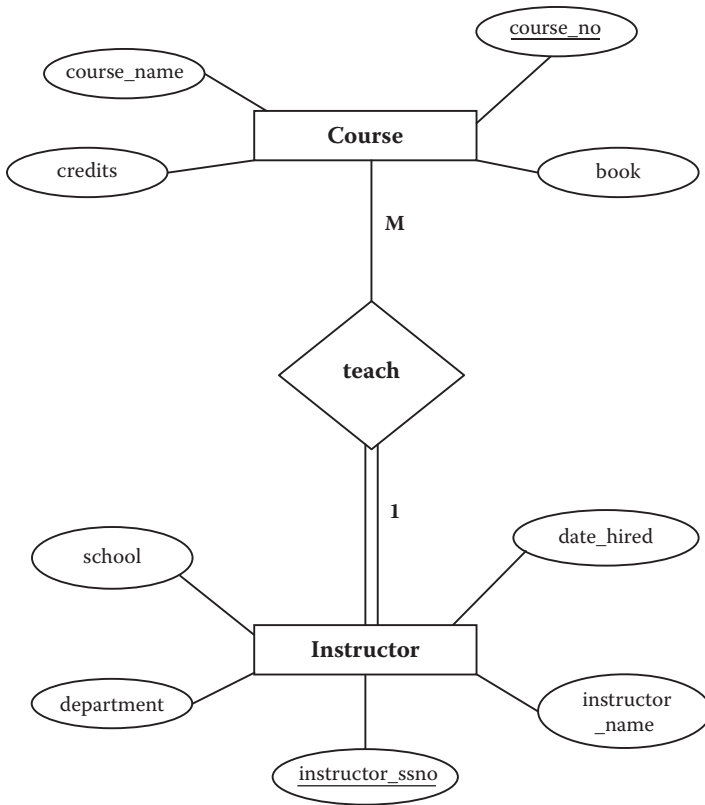 course_no
course_name
Course
credits
book
M
teach
1
date_hired
school
Instructor
department
instructor
_name
instructor_ssno